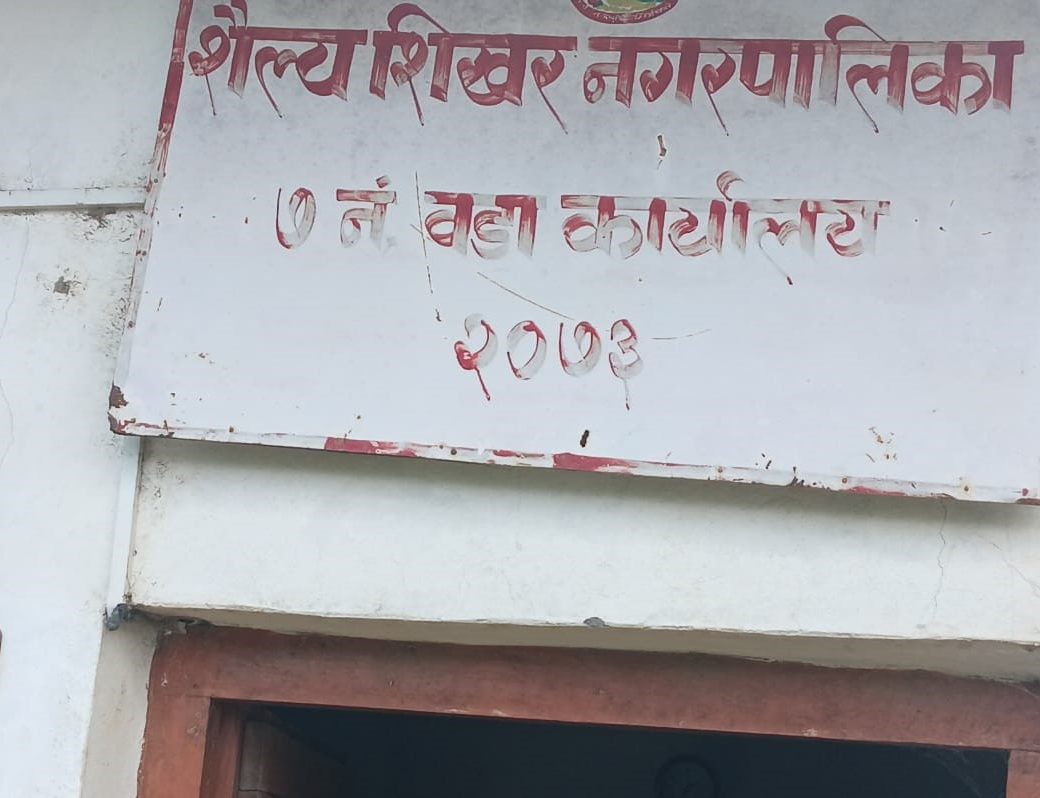 शैल्य शिखर नगरपालिका
७ नं. वडा कार्यालय
२०७३